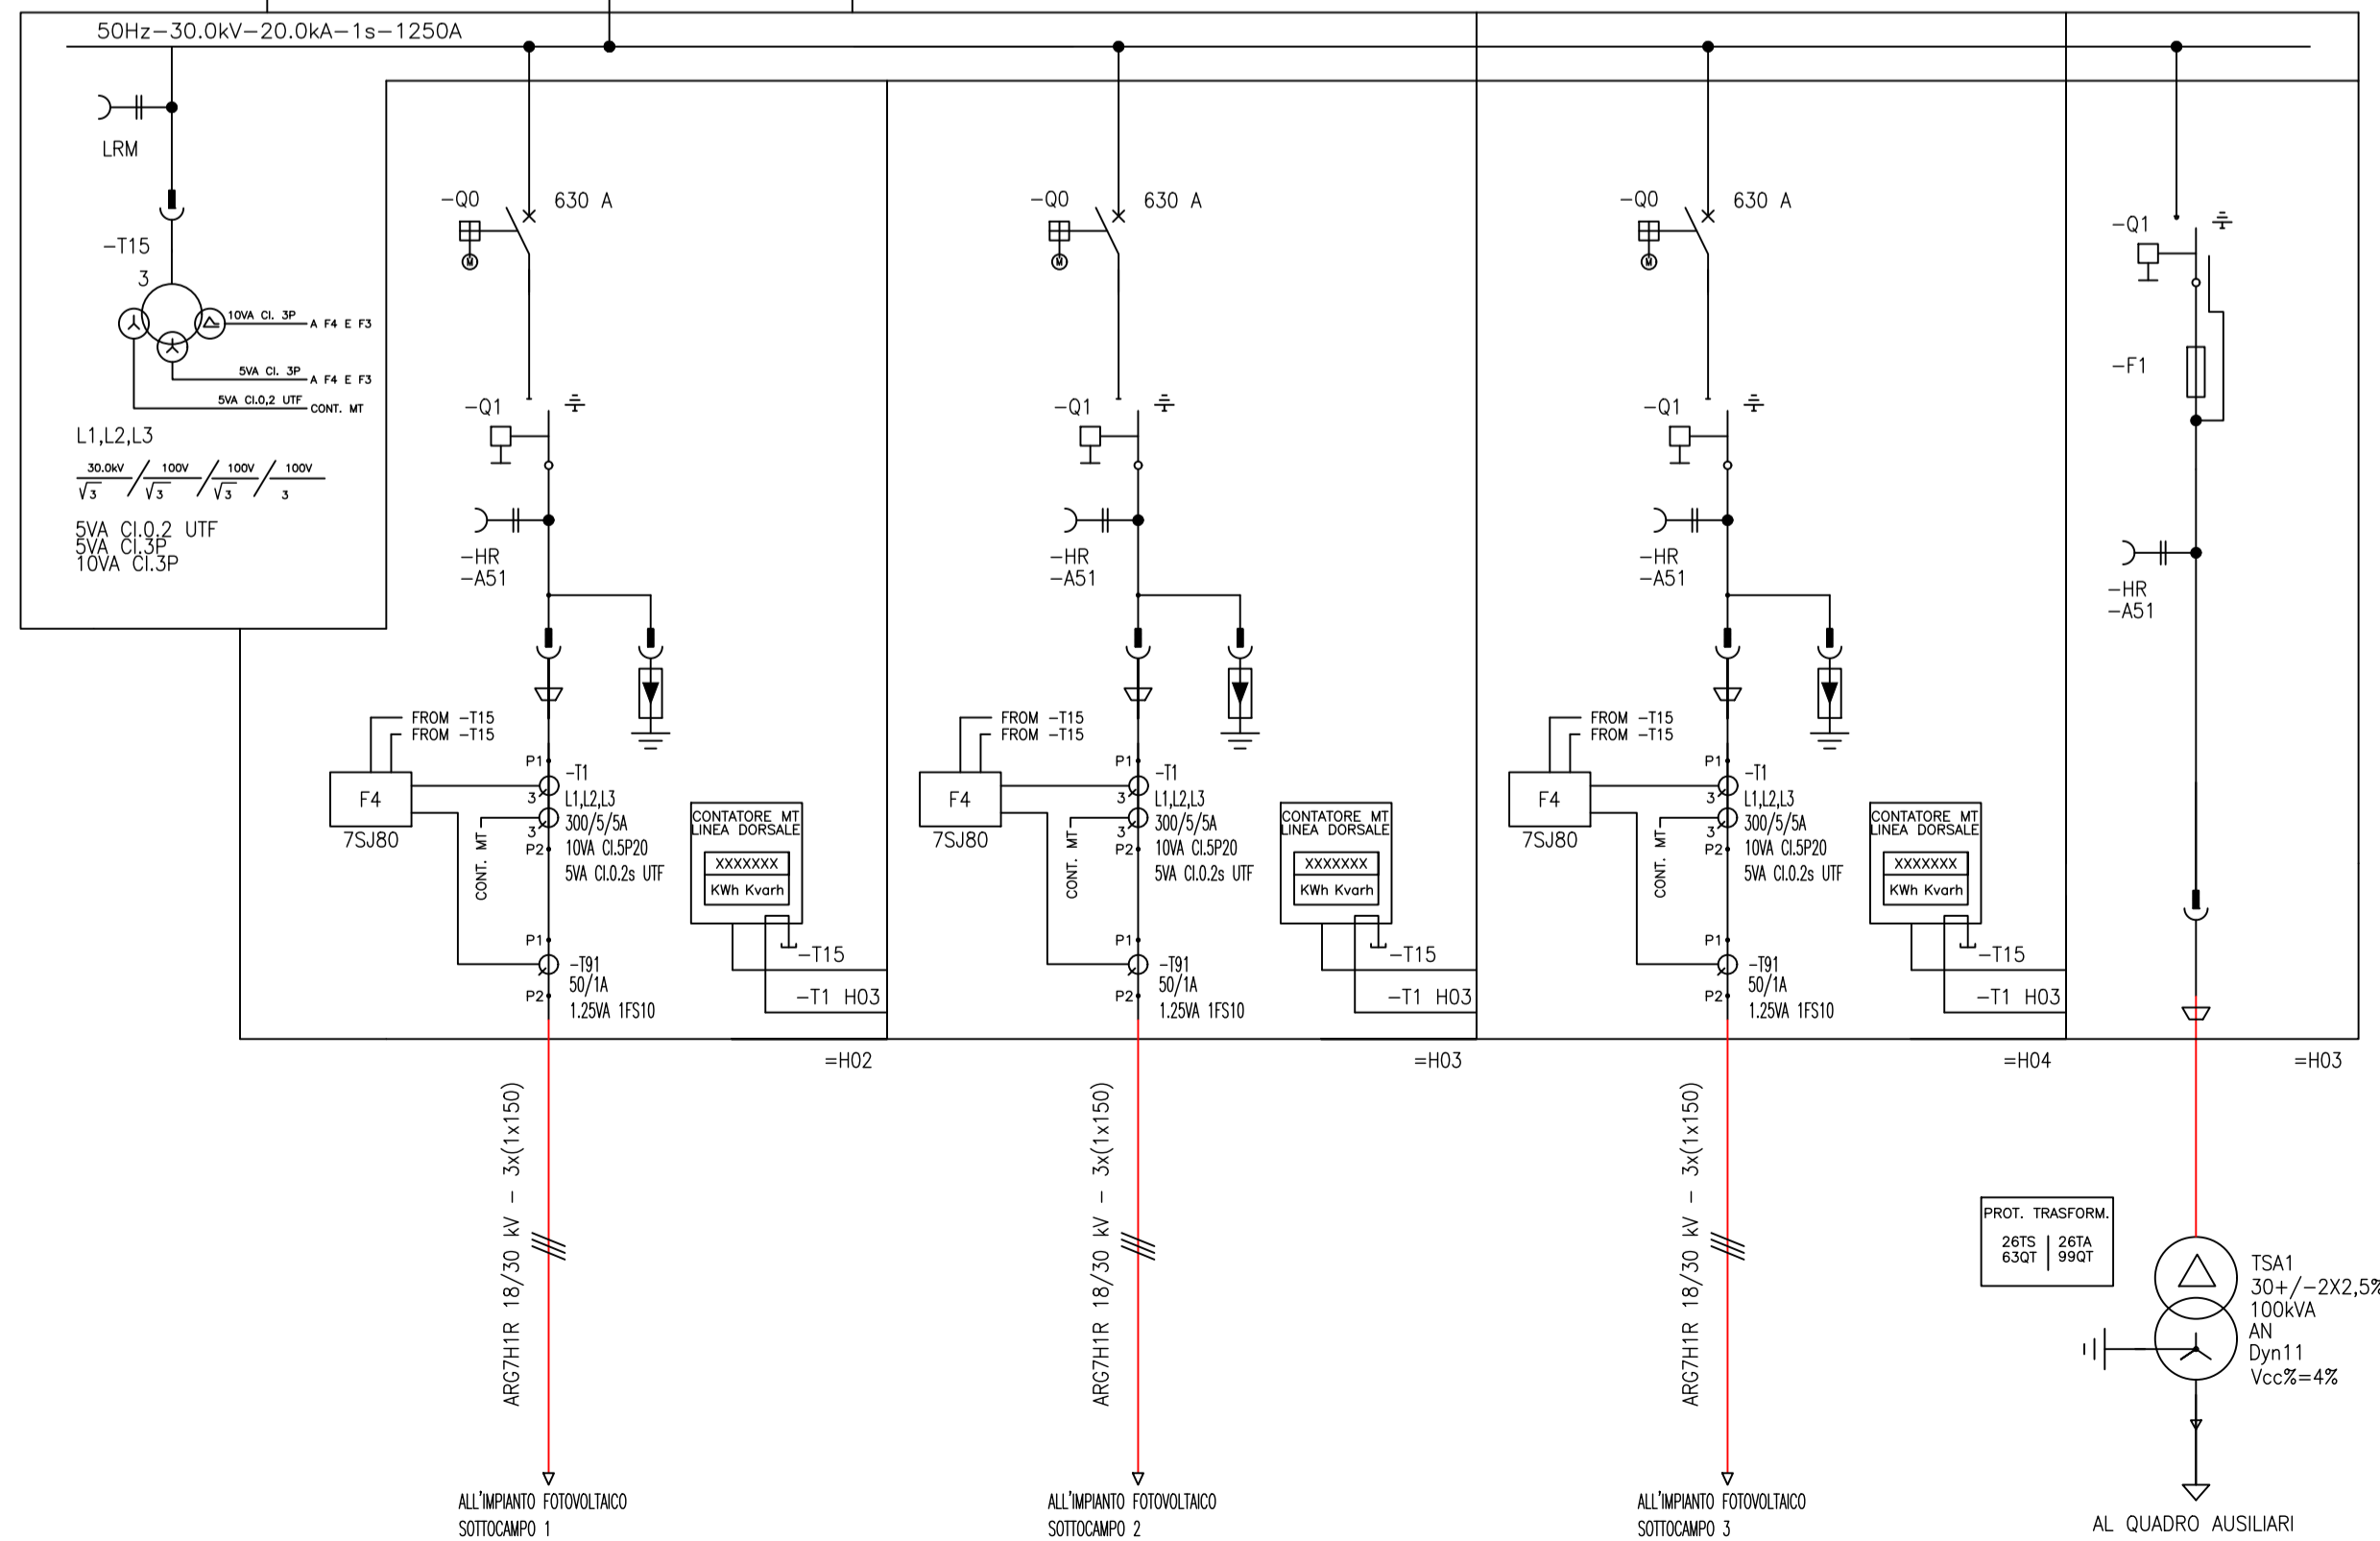 50Hz-30.0kV-20.0kA-1s-1250A
LRM
-T15
3
10VA Cl. 3P
A F4 E F3
5VA Cl. 3P
A F4 E F3
5VA Cl.0,2 UTF
CONT. MT
L1,L2,L3
30.0kV/√3 / 100V/√3 / 100V/√3 / 100V/3
5VA Cl.0.2 UTF
5VA Cl.3P
10VA Cl.3P
-Q0
630 A
M
-Q1
-HR
-A51
FROM -T15
FROM -T15
F4
7SJ80
P1
-T1
3
L1,L2,L3
300/5/5A
3
P2
10VA Cl.5P20
5VA Cl.0.2s UTF
CONT. MT
P1
-T91
50/1A
P2
1.25VA 1FS10
CONTATORE MT
LINEA DORSALE
XXXXXXX
KWh Kvarh
-T15
-T1 H03
=H02
ARG7H1R 18/30 kV - 3x(1x150)
ALL'IMPIANTO FOTOVOLTAICO
SOTTOCAMPO 1
-Q0
630 A
M
-Q1
-HR
-A51
FROM -T15
FROM -T15
F4
7SJ80
P1
-T1
3
L1,L2,L3
300/5/5A
3
P2
10VA Cl.5P20
5VA Cl.0.2s UTF
CONT. MT
P1
-T91
50/1A
P2
1.25VA 1FS10
CONTATORE MT
LINEA DORSALE
XXXXXXX
KWh Kvarh
-T15
-T1 H03
=H03
ARG7H1R 18/30 kV - 3x(1x150)
ALL'IMPIANTO FOTOVOLTAICO
SOTTOCAMPO 2
-Q0
630 A
M
-Q1
-HR
-A51
FROM -T15
FROM -T15
F4
7SJ80
P1
-T1
3
L1,L2,L3
300/5/5A
3
P2
10VA Cl.5P20
5VA Cl.0.2s UTF
CONT. MT
P1
-T91
50/1A
P2
1.25VA 1FS10
CONTATORE MT
LINEA DORSALE
XXXXXXX
KWh Kvarh
-T15
-T1 H03
=H04
ARG7H1R 18/30 kV - 3x(1x150)
ALL'IMPIANTO FOTOVOLTAICO
SOTTOCAMPO 3
-Q1
-F1
-HR
-A51
=H03
PROT. TRASFORM.
26TS | 26TA
63QT | 99QT
TSA1
30+/-2X2,5%
100kVA
AN
Dyn11
Vcc%=4%
AL QUADRO AUSILIARI